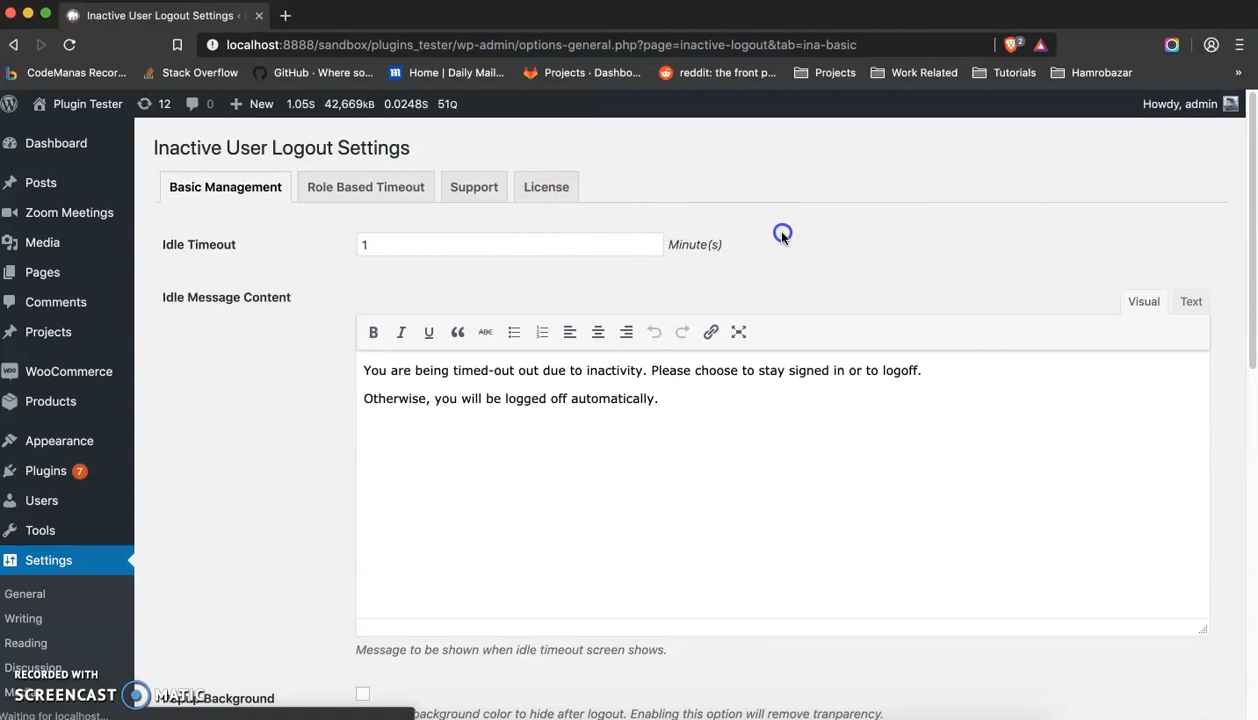 Inactive User Logout Settings ‹
localhost:8888/sandbox/plugins_tester/wp-admin/options-general.php?page=inactive-logout&tab=ina-basic
2
CodeManas Recor... Stack Overflow GitHub · Where so... Home | Daily Mail... Projects · Dashbo... reddit: the front p... Projects Work Related Tutorials Hamrobazar »
Plugin Tester 12 0 New 1.05S 42,669KB 0.0248S 51Q Howdy, admin
Dashboard
Posts
Zoom Meetings
Media
Pages
Comments
Projects
WooCommerce
Products
Appearance
Plugins 7
Users
Tools
Settings
General
Writing
Reading
Discussion
Inactive User Logout Settings
Basic Management Role Based Timeout Support License
Idle Timeout 1 Minute(s)
Idle Message Content Visual Text
B I U ABC
You are being timed-out out due to inactivity. Please choose to stay signed in or to logoff.
Otherwise, you will be logged off automatically.
Message to be shown when idle timeout screen shows.
Background
background color to hide after logout. Enabling this option will remove tranparency.
RECORDED WITH
SCREENCAST MATIC
Waiting for localhost...